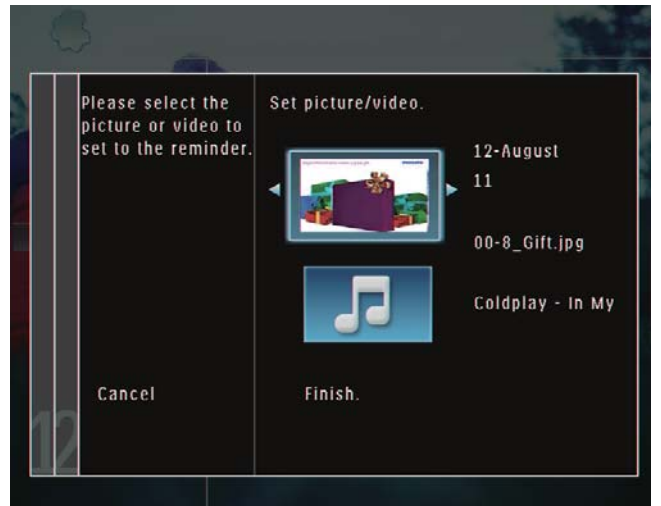 Please select the
picture or video to
set to the reminder.
Set picture/video.
12-August
11
00-8_Gift.jpg
Coldplay - In My
Cancel
Finish.
12